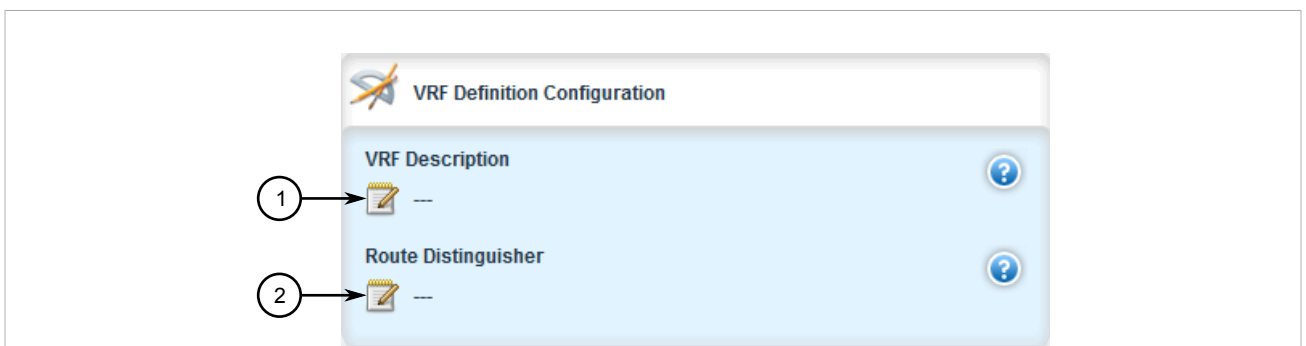 VRF Definition Configuration
VRF Description
1
---
Route Distinguisher
2
---